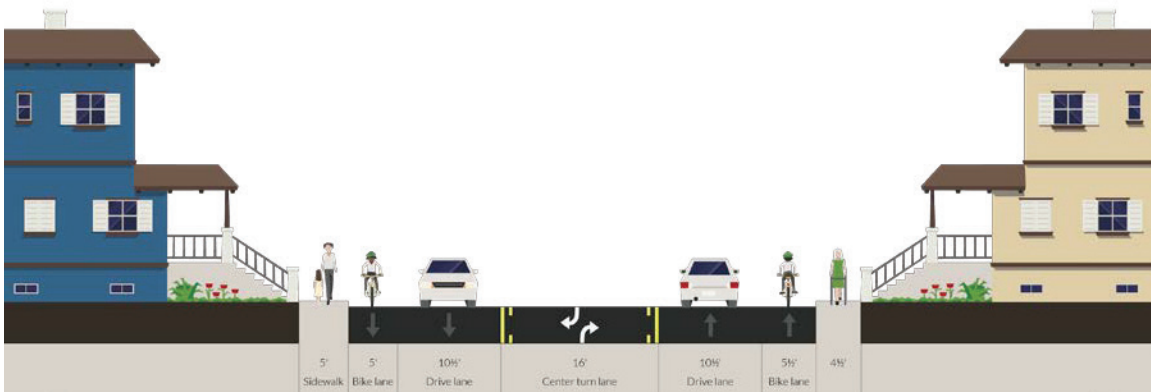 5' 5' 10½' 16' 10½' 5½' 4½'
Sidewalk Bike lane Drive lane Center turn lane Drive lane Bike lane